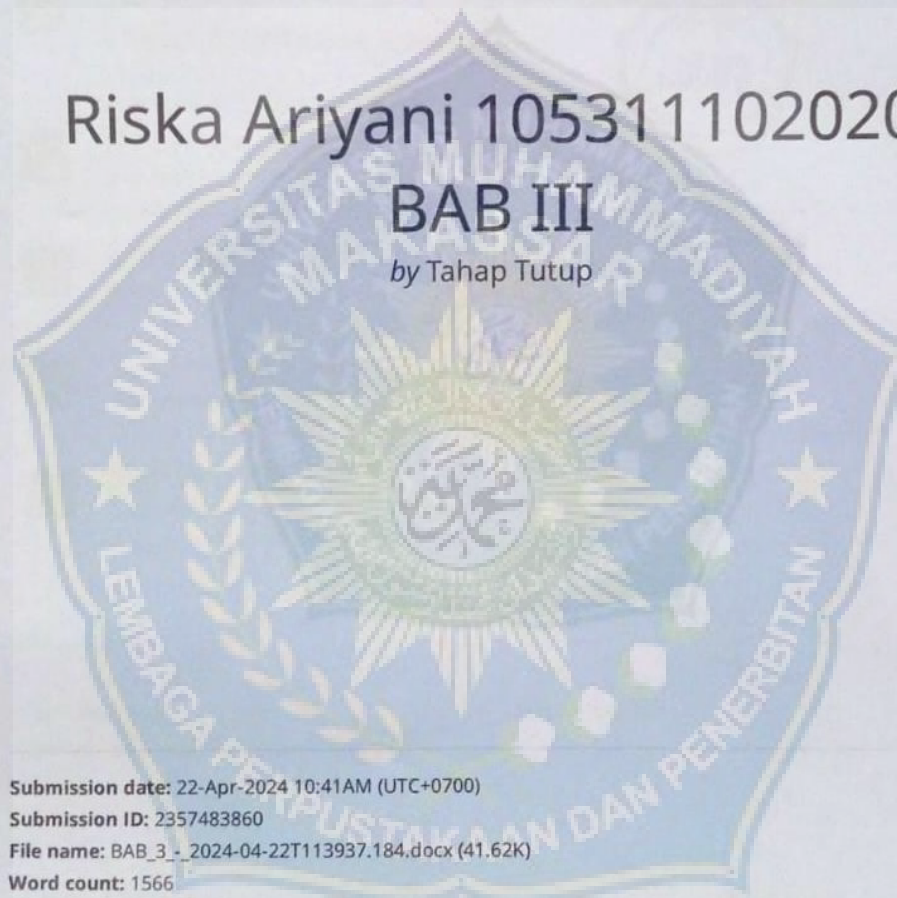 Riska Ariyani 105311102020
BAB III
by Tahap Tutup
UNIVERSITAS MUHAMMADIYAH
MAKASSAR
محمدية
LEMBAGA PERPUSTAKAAN DAN PENERBITAN
Submission date: 22-Apr-2024 10:41AM (UTC+0700)
Submission ID: 2357483860
File name: BAB_3_-_2024-04-22T113937.184.docx (41.62K)
Word count: 1566